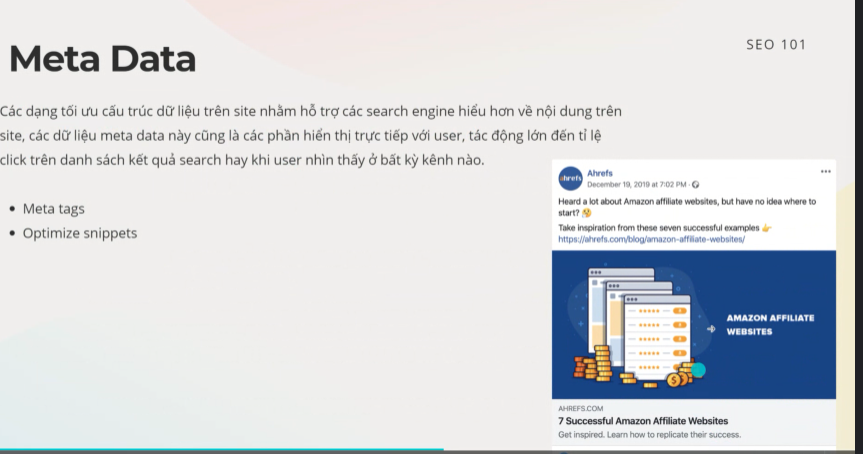 SEO 101
Meta Data
Các dạng tối ưu cấu trúc dữ liệu trên site nhằm hỗ trợ các search engine hiểu hơn về nội dung trên
site, các dữ liệu meta data này cũng là các phần hiển thị trực tiếp với user, tác động lớn đến tỉ lệ
click trên danh sách kết quả search hay khi user nhìn thấy ở bất kỳ kênh nào.
• Meta tags
• Optimize snippets
ahrefs
Ahrefs
December 19, 2019 at 7:02 PM ·
Heard a lot about Amazon affiliate websites, but have no idea where to
start? 🤔
Take inspiration from these seven successful examples 👉
https://ahrefs.com/blog/amazon-affiliate-websites/
AMAZON AFFILIATE
WEBSITES
$
AHREFS.COM
7 Successful Amazon Affiliate Websites
Get inspired. Learn how to replicate their success.